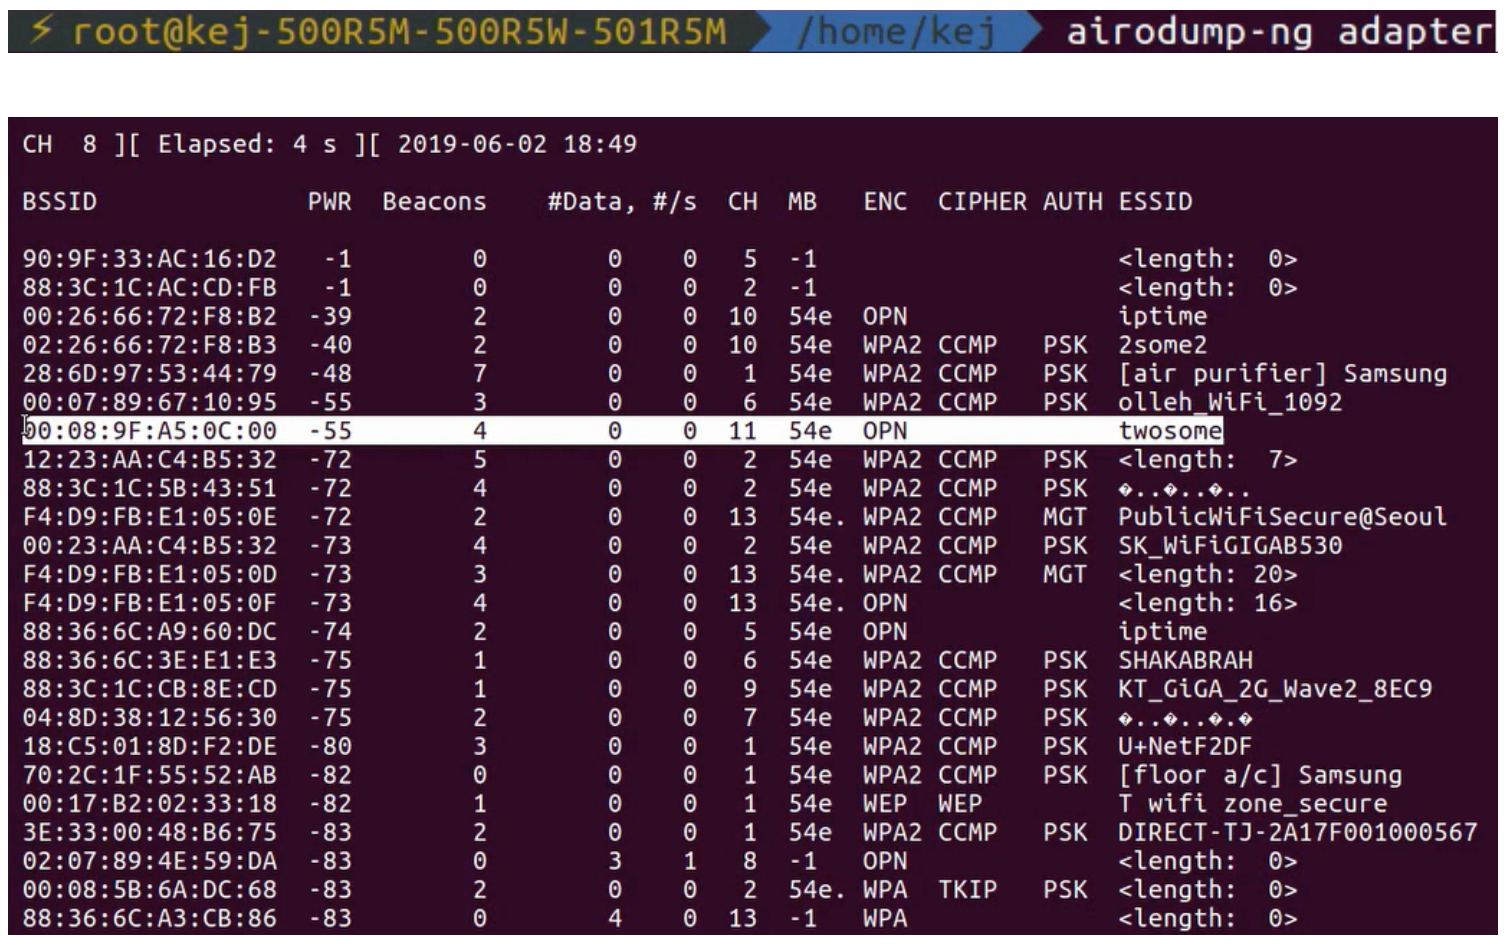 ⚡ root@kej-500R5M-500R5W-501R5M /home/kej airodump-ng adapter
CH 8 ][ Elapsed: 4 s ][ 2019-06-02 18:49
BSSID PWR Beacons #Data, #/s CH MB ENC CIPHER AUTH ESSID
90:9F:33:AC:16:D2 -1 0 0 0 5 -1 <length: 0>
88:3C:1C:AC:CD:FB -1 0 0 0 2 -1 <length: 0>
00:26:66:72:F8:B2 -39 2 0 0 10 54e OPN iptime
02:26:66:72:F8:B3 -40 2 0 0 10 54e WPA2 CCMP PSK 2some2
28:6D:97:53:44:79 -48 7 0 0 1 54e WPA2 CCMP PSK [air purifier] Samsung
00:07:89:67:10:95 -55 3 0 0 6 54e WPA2 CCMP PSK olleh_WiFi_1092
00:08:9F:A5:0C:00 -55 4 0 0 11 54e OPN twosome
12:23:AA:C4:B5:32 -72 5 0 0 2 54e WPA2 CCMP PSK <length: 7>
88:3C:1C:5B:43:51 -72 4 0 0 2 54e WPA2 CCMP PSK �..�..�..
F4:D9:FB:E1:05:0E -72 2 0 0 13 54e. WPA2 CCMP MGT PublicWiFiSecure@Seoul
00:23:AA:C4:B5:32 -73 4 0 0 2 54e WPA2 CCMP PSK SK_WiFiGIGAB530
F4:D9:FB:E1:05:0D -73 3 0 0 13 54e. WPA2 CCMP MGT <length: 20>
F4:D9:FB:E1:05:0F -73 4 0 0 13 54e. OPN <length: 16>
88:36:6C:A9:60:DC -74 2 0 0 5 54e OPN iptime
88:36:6C:3E:E1:E3 -75 1 0 0 6 54e WPA2 CCMP PSK SHAKABRAH
88:3C:1C:CB:8E:CD -75 1 0 0 9 54e WPA2 CCMP PSK KT_GiGA_2G_Wave2_8EC9
04:8D:38:12:56:30 -75 2 0 0 7 54e WPA2 CCMP PSK �..�..�.�
18:C5:01:8D:F2:DE -80 3 0 0 1 54e WPA2 CCMP PSK U+NetF2DF
70:2C:1F:55:52:AB -82 0 0 0 1 54e WPA2 CCMP PSK [floor a/c] Samsung
00:17:B2:02:33:18 -82 1 0 0 1 54e WEP WEP T wifi zone_secure
3E:33:00:48:B6:75 -83 2 0 0 1 54e WPA2 CCMP PSK DIRECT-TJ-2A17F001000567
02:07:89:4E:59:DA -83 0 3 1 8 -1 OPN <length: 0>
00:08:5B:6A:DC:68 -83 2 0 0 2 54e. WPA TKIP PSK <length: 0>
88:36:6C:A3:CB:86 -83 0 4 0 13 -1 WPA <length: 0>